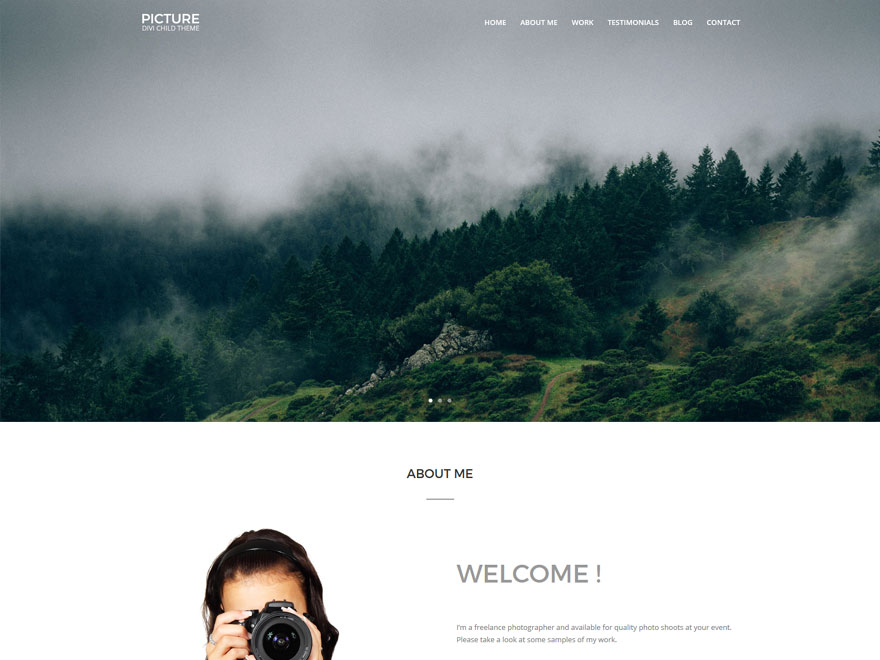 PICTURE
DIVI CHILD THEME
HOME ABOUT ME WORK TESTIMONIALS BLOG CONTACT
ABOUT ME
WELCOME !
I'm a freelance photographer and available for quality photo shoots at your event.
Please take a look at some samples of my work.